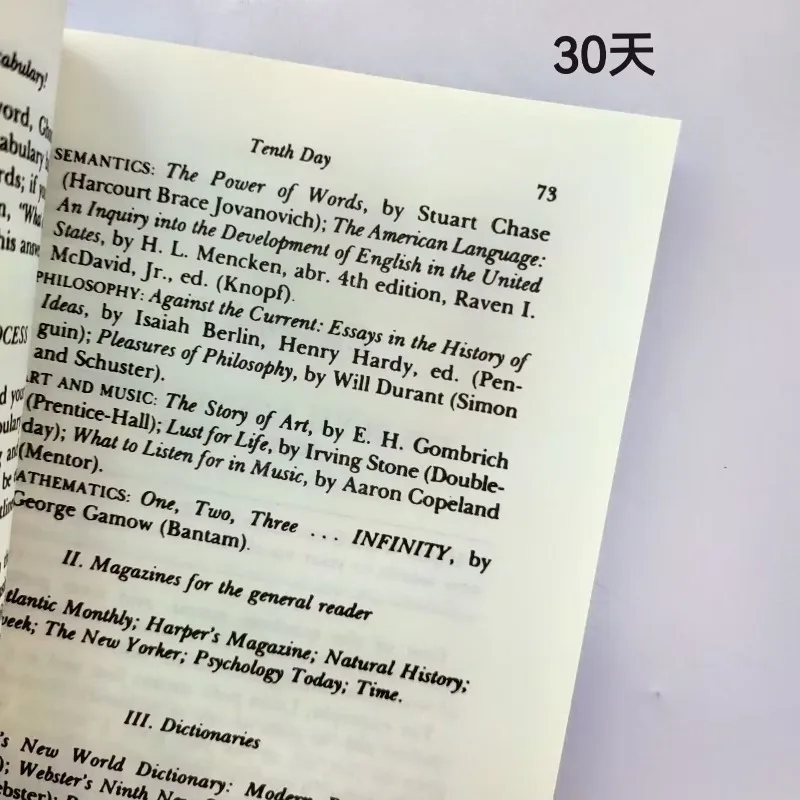 30天
Tenth Day
73
SEMANTICS: The Power of Words, by Stuart Chase
(Harcourt Brace Jovanovich); The American Language:
An Inquiry into the Development of English in the United
States, by H. L. Mencken, abr. 4th edition, Raven I.
McDavid, Jr., ed. (Knopf).
PHILOSOPHY: Against the Current: Essays in the History of
Ideas, by Isaiah Berlin, Henry Hardy, ed. (Pen-
guin); Pleasures of Philosophy, by Will Durant (Simon
and Schuster).
ART AND MUSIC: The Story of Art, by E. H. Gombrich
(Prentice-Hall); Lust for Life, by Irving Stone (Double-
day); What to Listen for in Music, by Aaron Copeland
(Mentor).
MATHEMATICS: One, Two, Three ... INFINITY, by
George Gamow (Bantam).
II. Magazines for the general reader
tlantic Monthly; Harper's Magazine; Natural History;
week; The New Yorker; Psychology Today; Time.
III. Dictionaries
's New World Dictionary: Modern
); Webster's Ninth New